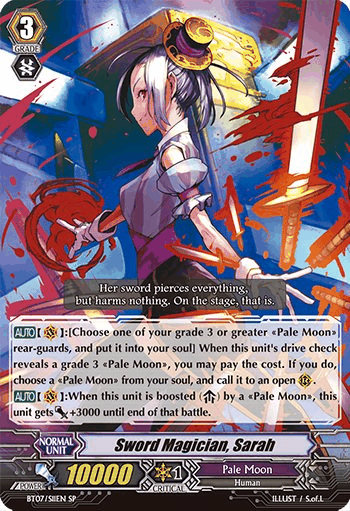 3
GRADE
Her sword pierces everything,
but harms nothing. On the stage, that is.
AUTO []:[Choose one of your grade 3 or greater «Pale Moon»
rear-guards, and put it into your soul] When this unit's drive check
reveals a grade 3 «Pale Moon», you may pay the cost. If you do,
choose a «Pale Moon» from your soul, and call it to an open .
AUTO []:When this unit is boosted () by a «Pale Moon», this
unit gets +3000 until end of that battle.
NORMAL
UNIT
Sword Magician, Sarah
POWER
10000
1
CRITICAL
Pale Moon
Human
BT07/S11EN SP
ILLUST / S.of.L